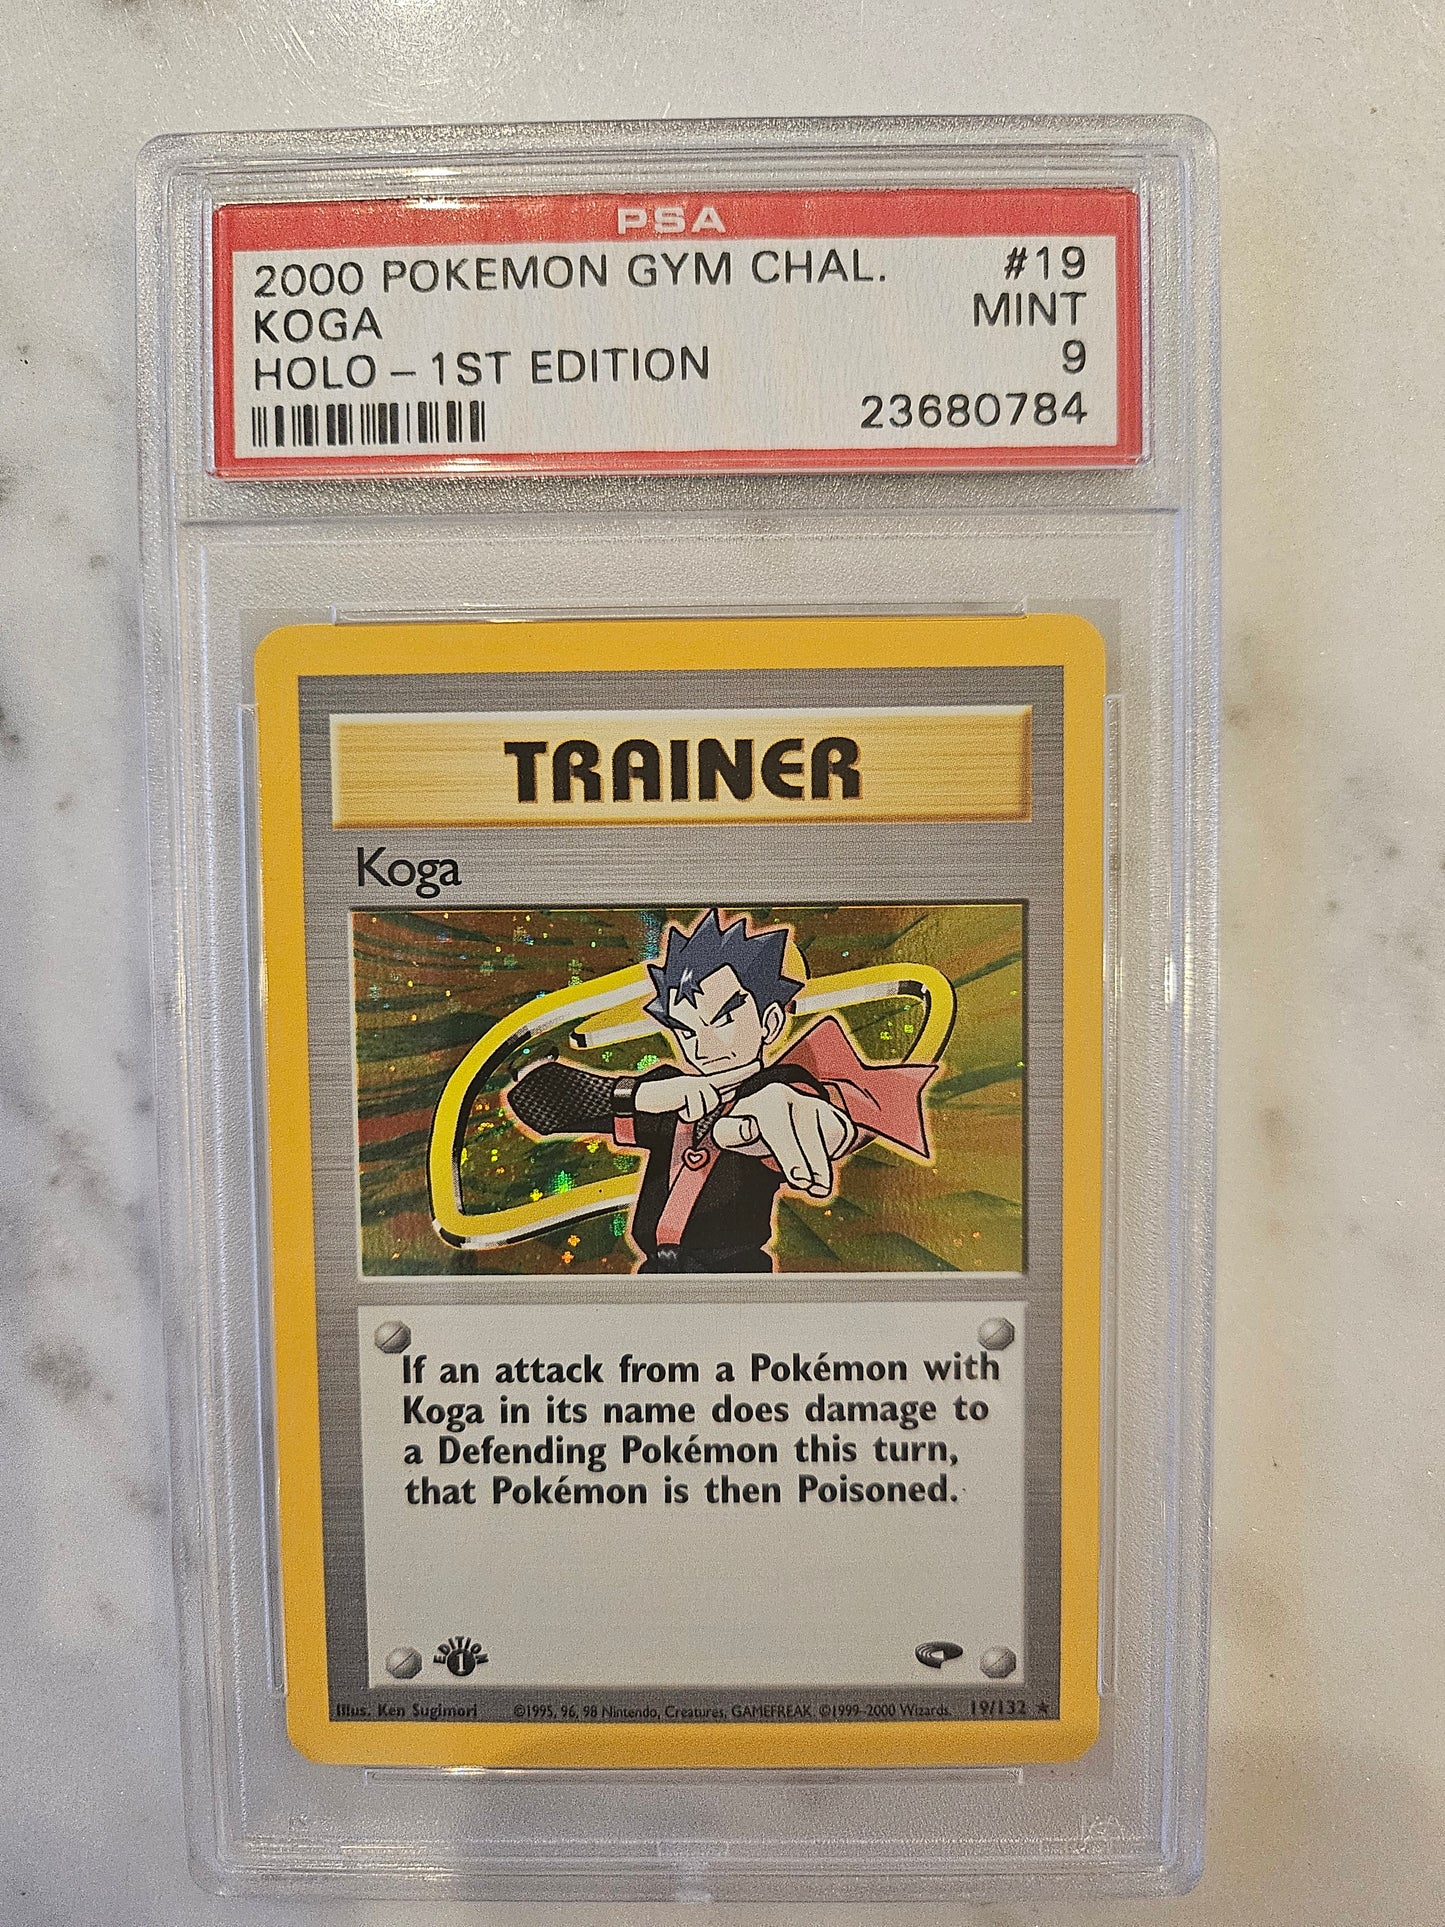 PSA
2000 POKEMON GYM CHAL. #19
KOGA MINT
HOLO – 1ST EDITION 9
23680784
TRAINER
Koga
If an attack from a Pokémon with
Koga in its name does damage to
a Defending Pokémon this turn,
that Pokémon is then Poisoned.
EDITION 1
Illus. Ken Sugimori ©1995, 96, 98 Nintendo, Creatures, GAMEFREAK. ©1999-2000 Wizards. 19/132 ★